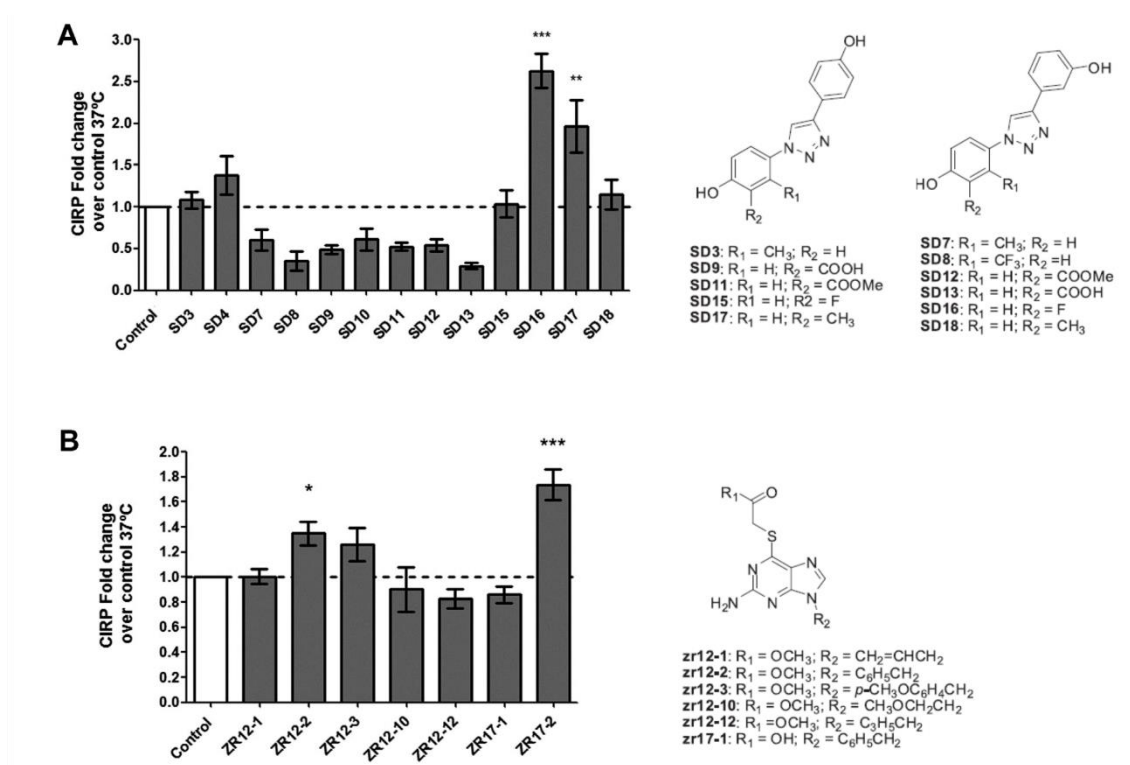 A
CIRP Fold change
over control 37ºC
3.0
2.5
2.0
1.5
1.0
0.5
0.0
***
**
Control
SD3
SD4
SD7
SD8
SD9
SD10
SD11
SD12
SD13
SD15
SD16
SD17
SD18
OH
N
N
N
HO
R1
R2
SD3: R1 = CH3; R2 = H
SD9: R1 = H; R2 = COOH
SD11: R1 = H; R2 = COOMe
SD15: R1 = H; R2 = F
SD17: R1 = H; R2 = CH3
OH
N
N
N
HO
R1
R2
SD7: R1 = CH3; R2 = H
SD8: R1 = CF3; R2 = H
SD12: R1 = H; R2 = COOMe
SD13: R1 = H; R2 = COOH
SD16: R1 = H; R2 = F
SD18: R1 = H; R2 = CH3
B
CIRP Fold change
over control 37ºC
2.0
1.8
1.6
1.4
1.2
1.0
0.8
0.6
0.4
0.2
0.0
*
***
Control
ZR12-1
ZR12-2
ZR12-3
ZR12-10
ZR12-12
ZR17-1
ZR17-2
R1
O
S
N
N
H2N
N
N
R2
zr12-1: R1 = OCH3; R2 = CH2=CHCH2
zr12-2: R1 = OCH3; R2 = C6H5CH2
zr12-3: R1 = OCH3; R2 = p-CH3OC6H4CH2
zr12-10: R1 = OCH3; R2 = CH3OCH2CH2
zr12-12: R1 =OCH3; R2 = C3H5CH2
zr17-1: R1 = OH; R2 = C6H5CH2